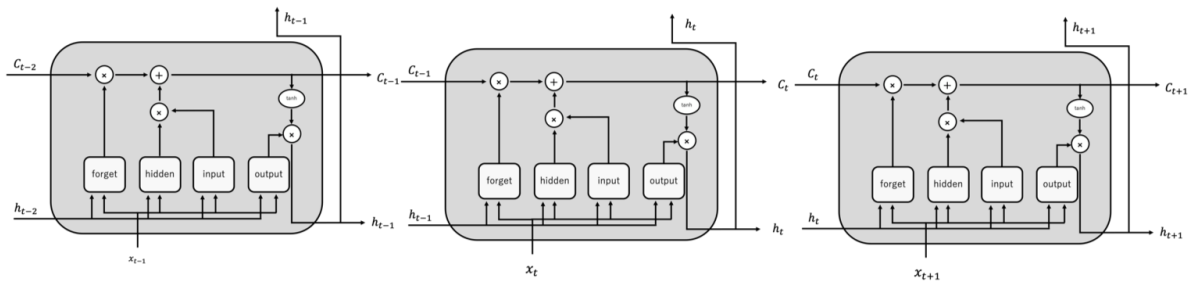 h_{t-1}
C_{t-2}
×
+
C_{t-1}
tanh
×
×
forget
hidden
input
output
h_{t-2}
h_{t-1}
x_{t-1}
h_t
C_{t-1}
×
+
C_t
tanh
×
×
forget
hidden
input
output
h_{t-1}
h_t
x_t
h_{t+1}
C_t
×
+
C_{t+1}
tanh
×
×
forget
hidden
input
output
h_t
h_{t+1}
x_{t+1}